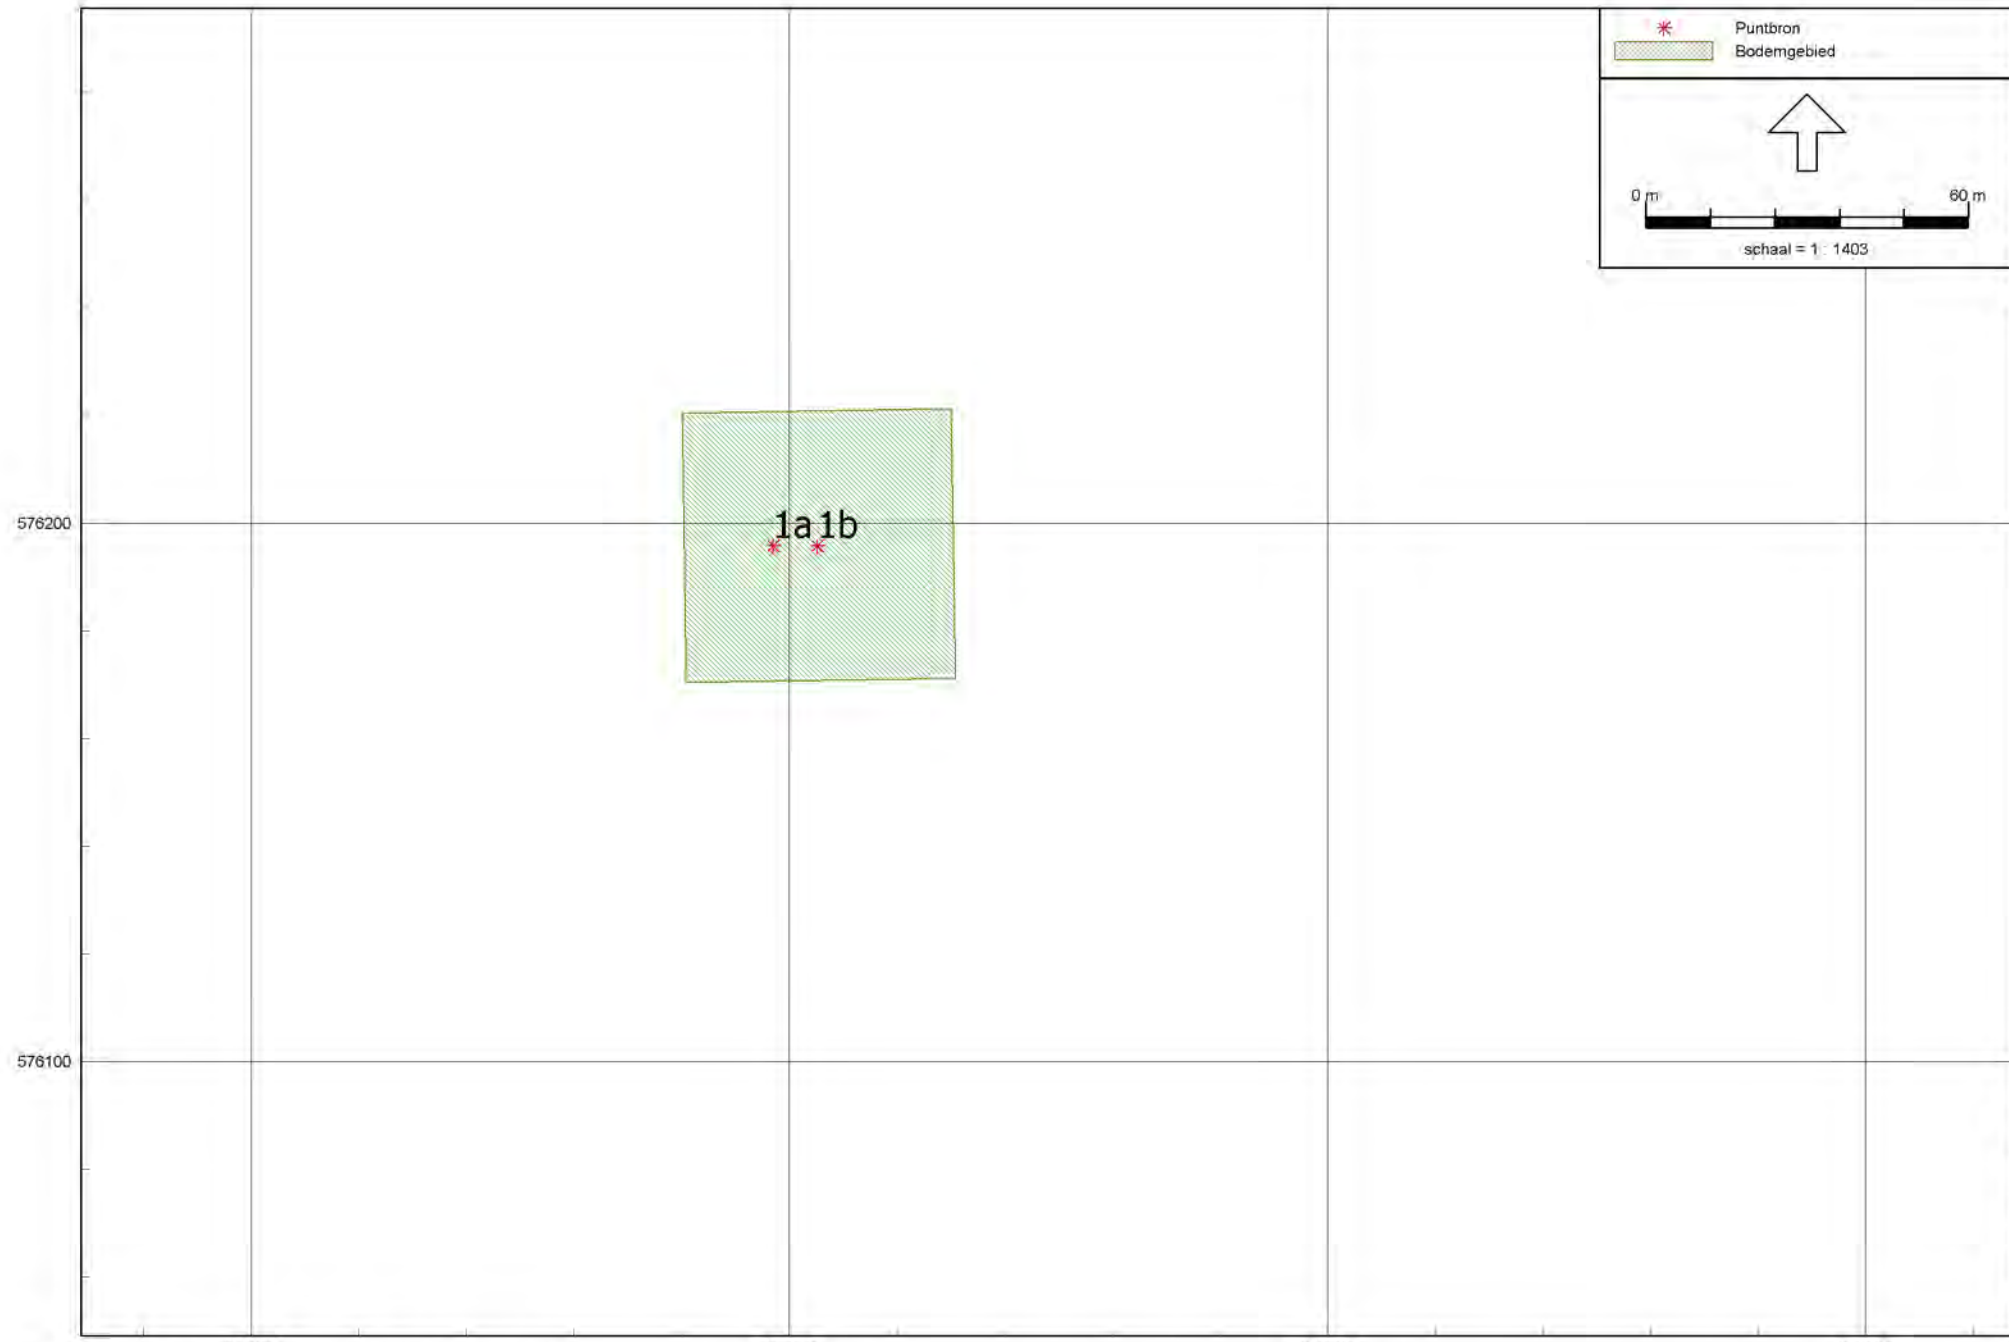 Puntbron
Bodemgebied
0 m 60 m
schaal = 1 : 1403
576200
1a 1b
576100